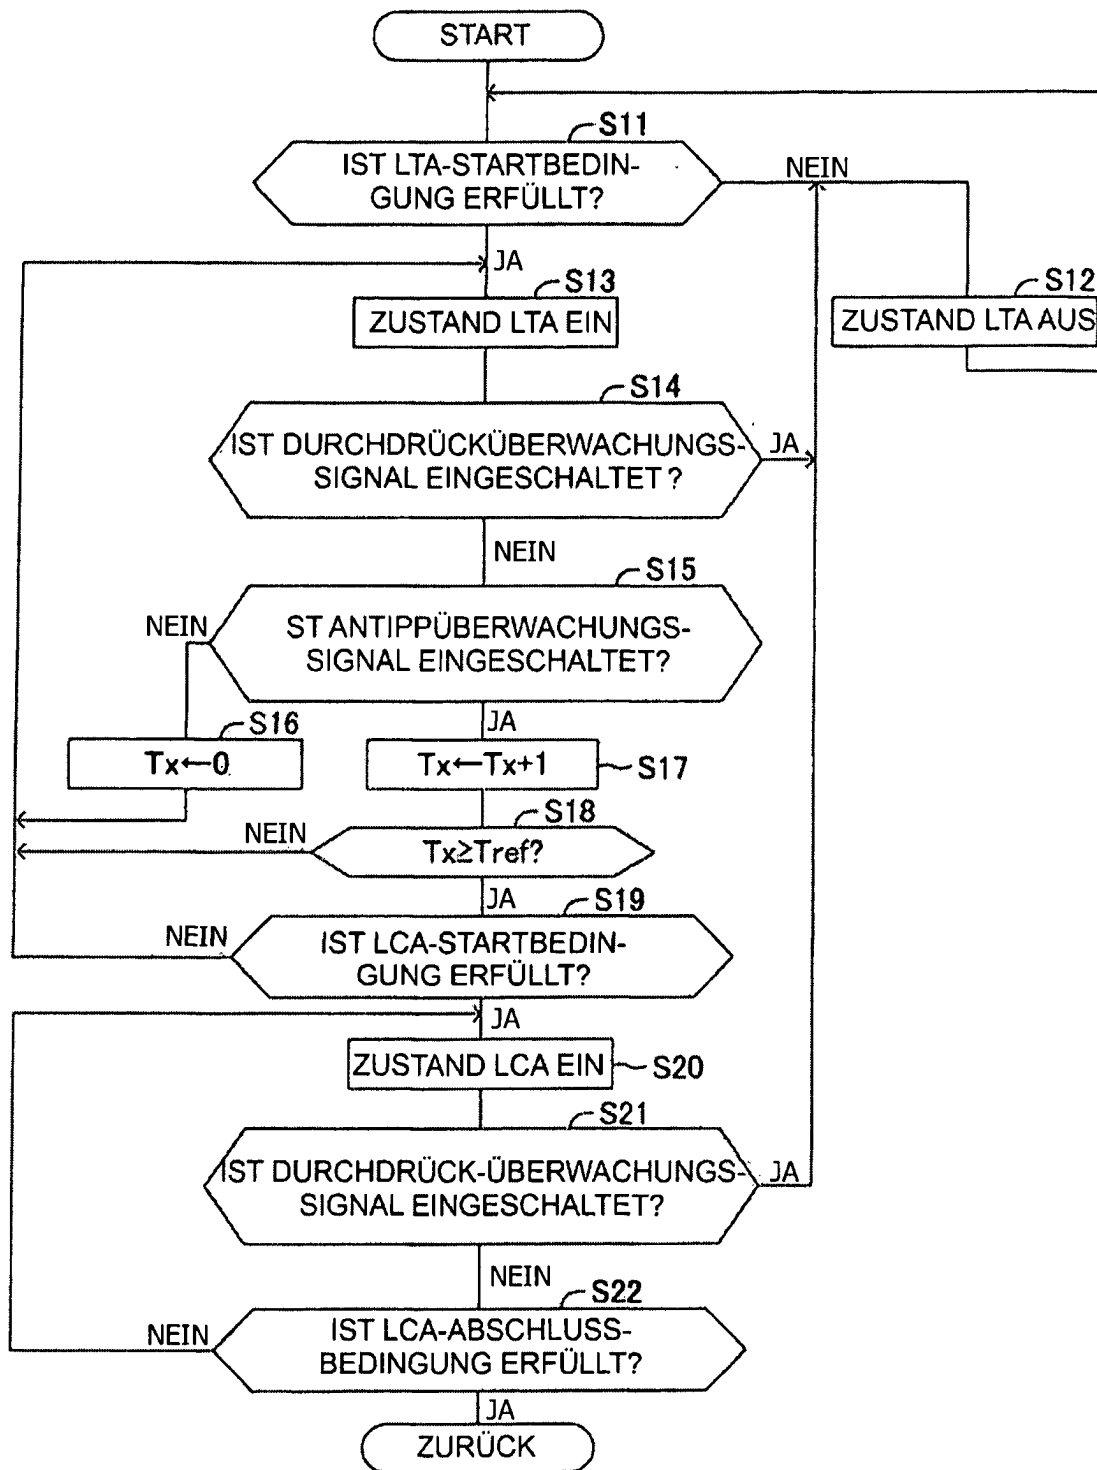 START
S11
IST LTA-STARTBEDIN-
GUNG ERFÜLLT?
NEIN
JA
S13
ZUSTAND LTA EIN
S12
ZUSTAND LTA AUS
S14
IST DURCHDRÜCKÜBERWACHUNGS-
SIGNAL EINGESCHALTET ?
JA
NEIN
S15
ST ANTIPPÜBERWACHUNGS-
SIGNAL EINGESCHALTET?
NEIN
JA
S16
Tx←0
Tx←Tx+1
S17
S18
Tx≥Tref?
NEIN
JA
S19
IST LCA-STARTBEDIN-
GUNG ERFÜLLT?
NEIN
JA
ZUSTAND LCA EIN
S20
S21
IST DURCHDRÜCK-ÜBERWACHUNGS-
SIGNAL EINGESCHALTET?
JA
NEIN
S22
IST LCA-ABSCHLUSS-
BEDINGUNG ERFÜLLT?
NEIN
JA
ZURÜCK